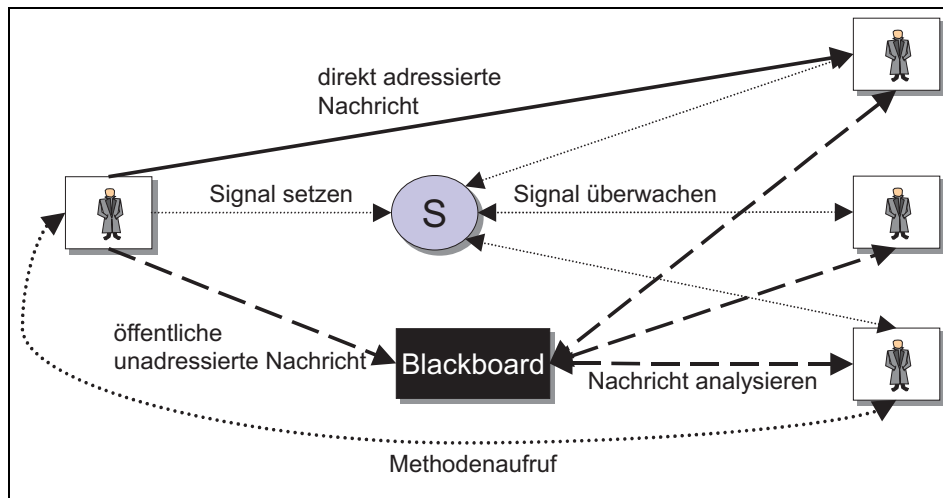 direkt adressierte
Nachricht
Signal setzen
S
Signal überwachen
öffentliche
unadressierte Nachricht
Blackboard
Nachricht analysieren
Methodenaufruf